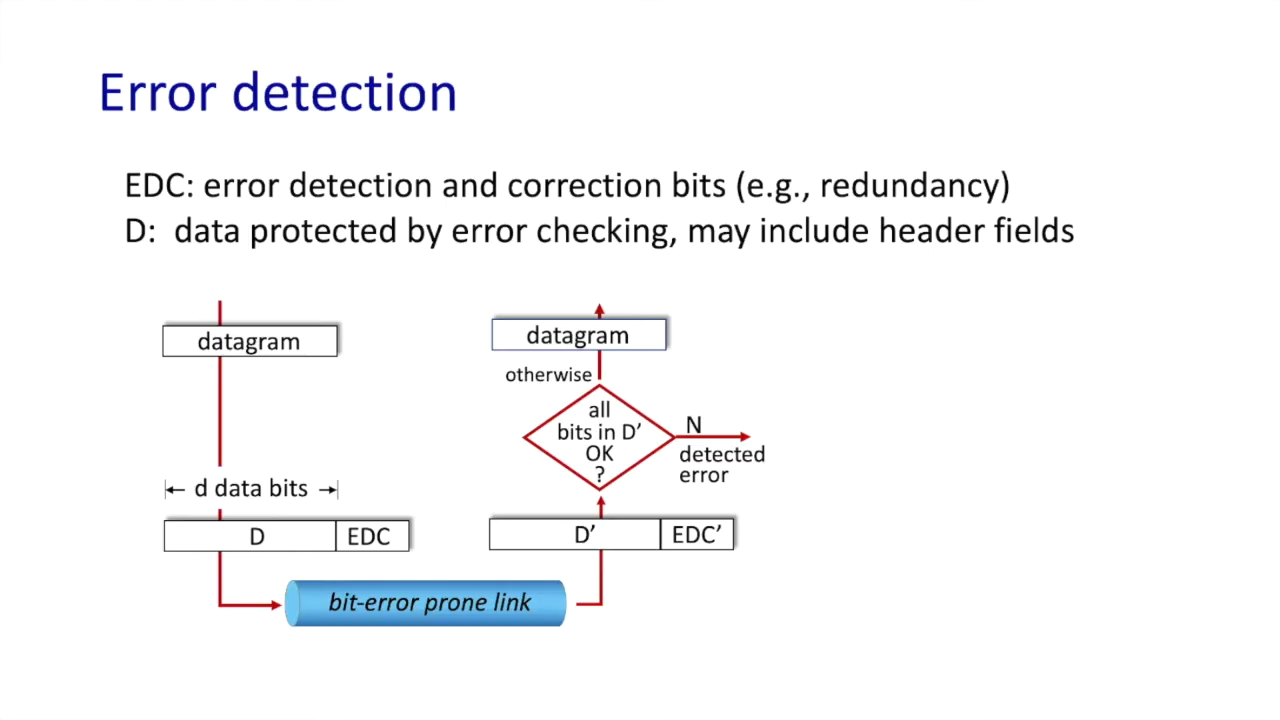 Error detection
EDC: error detection and correction bits (e.g., redundancy)
D: data protected by error checking, may include header fields
datagram
d data bits
D EDC
bit-error prone link
datagram
otherwise
all
bits in D’
OK
?
N
detected
error
D’ EDC’